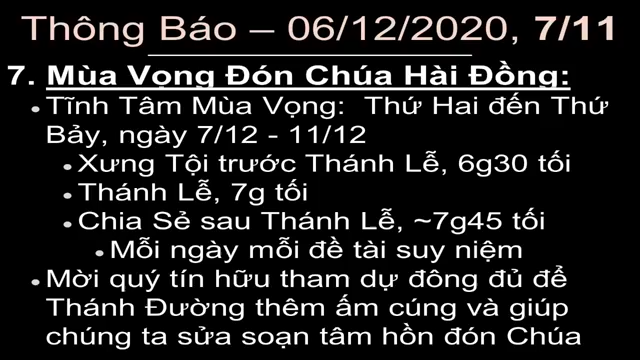 Thông Báo – 06/12/2020, 7/11
7. Mùa Vọng Đón Chúa Hài Đồng:
• Tĩnh Tâm Mùa Vọng: Thứ Hai đến Thứ
Bảy, ngày 7/12 - 11/12
• Xưng Tội trước Thánh Lễ, 6g30 tối
• Thánh Lễ, 7g tối
• Chia Sẻ sau Thánh Lễ, ~7g45 tối
• Mỗi ngày mỗi đề tài suy niệm
• Mời quý tín hữu tham dự đông đủ để
Thánh Đường thêm ấm cúng và giúp
chúng ta sửa soạn tâm hồn đón Chúa